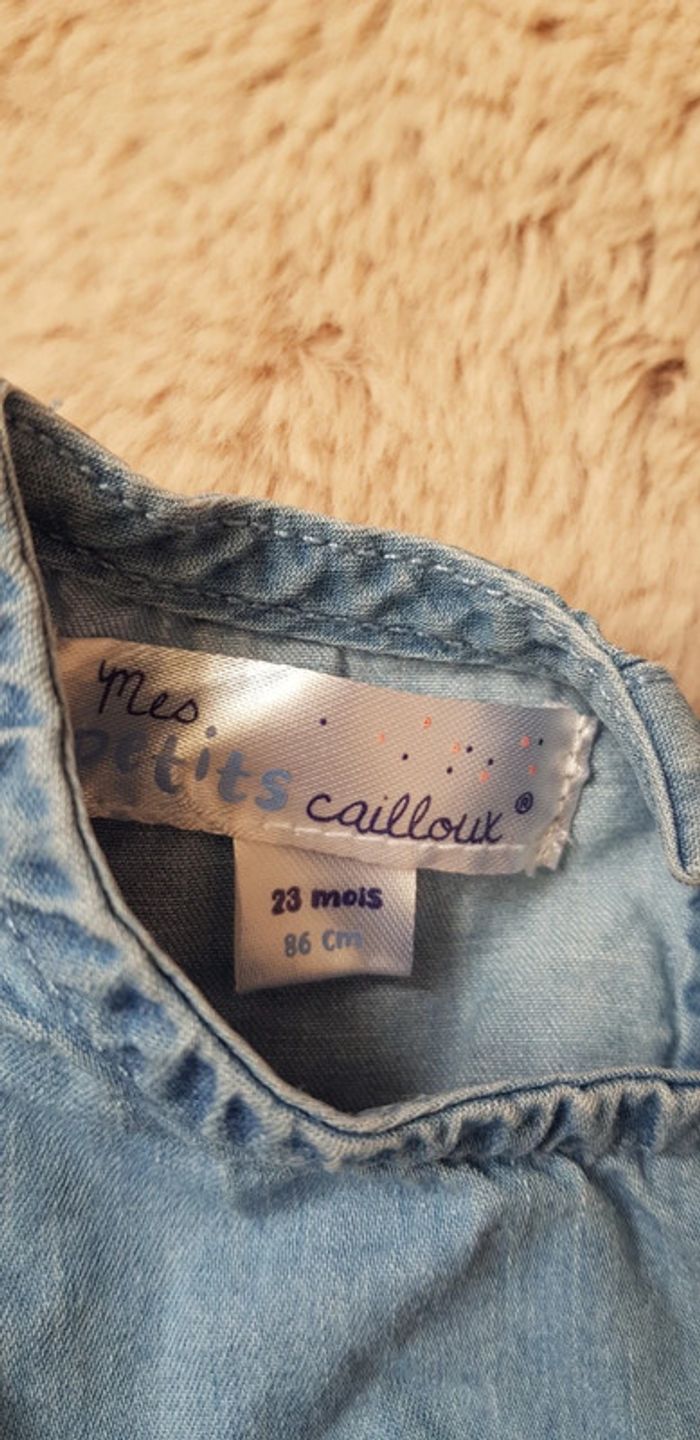 Mes
petits
cailloux®
23 mois
86 cm